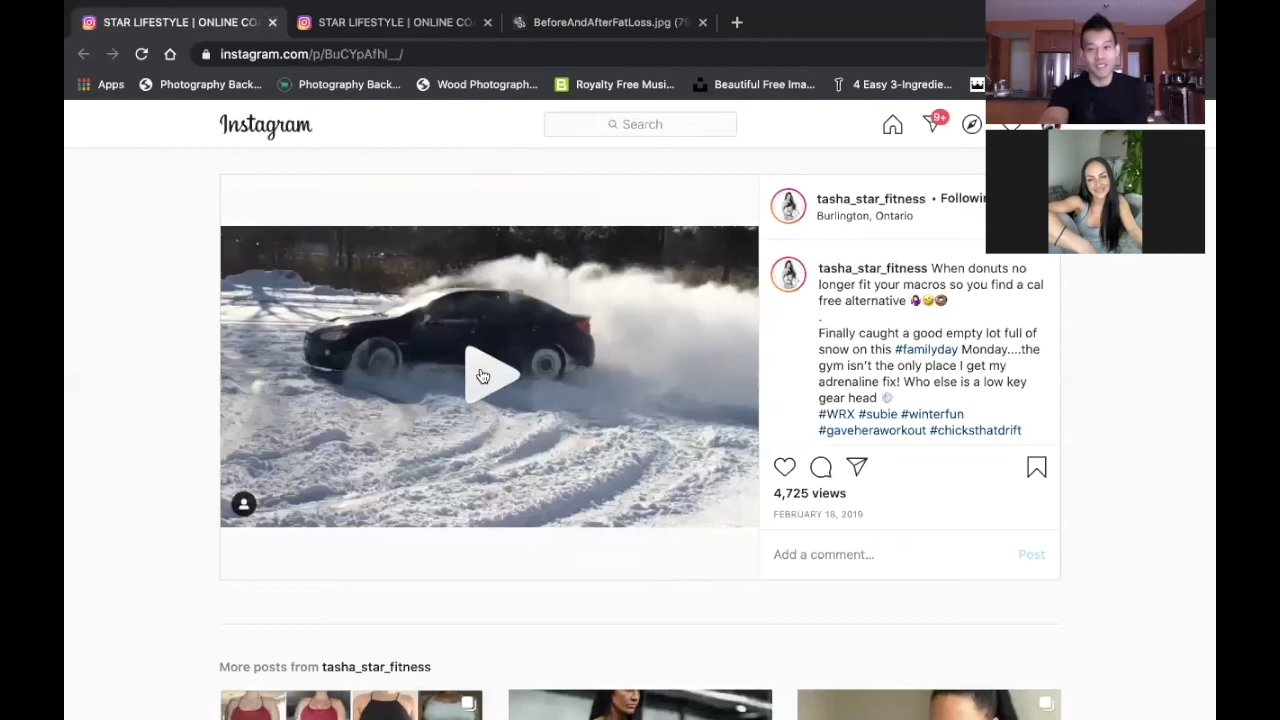 STAR LIFESTYLE | ONLINE CO
STAR LIFESTYLE | ONLINE CO
BeforeAndAfterFatLoss.jpg (79
instagram.com/p/BuCYpAfhl__/
Apps
Photography Back...
Photography Back...
Wood Photograph...
Royalty Free Musi...
Beautiful Free Ima...
4 Easy 3-Ingredie...
Instagram
Search
9+
tasha_star_fitness • Followin
Burlington, Ontario
tasha_star_fitness When donuts no
longer fit your macros so you find a cal
free alternative
.
Finally caught a good empty lot full of
snow on this #familyday Monday....the
gym isn't the only place I get my
adrenaline fix! Who else is a low key
gear head
#WRX #subie #winterfun
#gaveheraworkout #chicksthatdrift
4,725 views
FEBRUARY 18, 2019
Add a comment...
Post
More posts from tasha_star_fitness